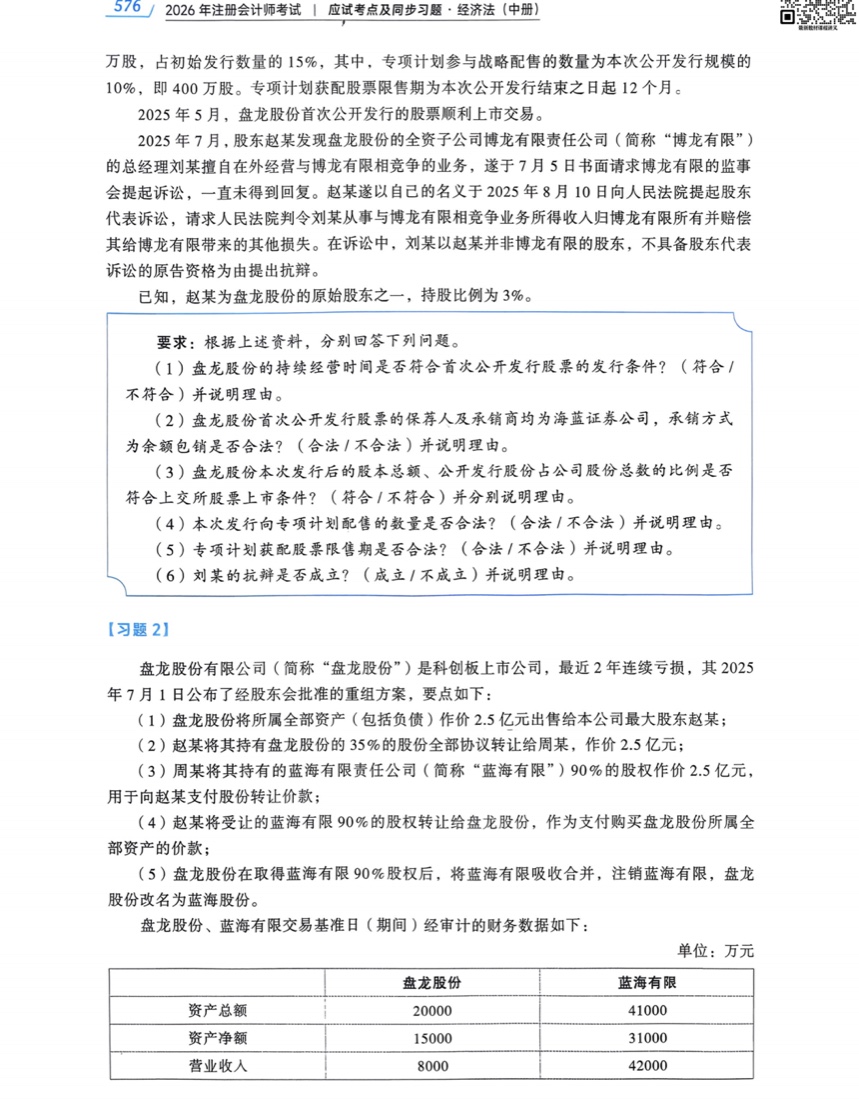 576
2026年注册会计师考试 | 应试考点及同步习题·经济法（中册）
万股，占初始发行数量的15%，其中，专项计划参与战略配售的数量为本次公开发行规模的
10%，即400万股。专项计划获配股票限售期为本次公开发行结束之日起12个月。
2025年5月，盘龙股份首次公开发行的股票顺利上市交易。
2025年7月，股东赵某发现盘龙股份的全资子公司博龙有限责任公司（简称“博龙有限”）
的总经理刘某擅自在外经营与博龙有限相竞争的业务，遂于7月5日书面请求博龙有限的监事
会提起诉讼，一直未得到回复。赵某遂以自己的名义于2025年8月10日向人民法院提起股东
代表诉讼，请求人民法院判令刘某从事与博龙有限相竞争业务所得收入归博龙有限所有并赔偿
其给博龙有限带来的其他损失。在诉讼中，刘某以赵某并非博龙有限的股东，不具备股东代表
诉讼的原告资格为由提出抗辩。
已知，赵某为盘龙股份的原始股东之一，持股比例为3%。
要求：根据上述资料，分别回答下列问题。
（1）盘龙股份的持续经营时间是否符合首次公开发行股票的发行条件？（符合/
不符合）并说明理由。
（2）盘龙股份首次公开发行股票的保荐人及承销商均为海蓝证券公司，承销方式
为余额包销是否合法？（合法/不合法）并说明理由。
（3）盘龙股份本次发行后的股本总额、公开发行股份占公司股份总数的比例是否
符合上交所股票上市条件？（符合/不符合）并分别说明理由。
（4）本次发行向专项计划配售的数量是否合法？（合法/不合法）并说明理由。
（5）专项计划获配股票限售期是否合法？（合法/不合法）并说明理由。
（6）刘某的抗辩是否成立？（成立/不成立）并说明理由。
【习题2】
盘龙股份有限公司（简称“盘龙股份”）是科创板上市公司，最近2年连续亏损，其2025
年7月1日公布了经股东会批准的重组方案，要点如下：
（1）盘龙股份将所属全部资产（包括负债）作价2.5亿元出售给本公司最大股东赵某；
（2）赵某将其持有盘龙股份的35%的股份全部协议转让给周某，作价2.5亿元；
（3）周某将其持有的蓝海有限责任公司（简称“蓝海有限”）90%的股权作价2.5亿元，
用于向赵某支付股份转让价款；
（4）赵某将受让的蓝海有限90%的股权转让给盘龙股份，作为支付购买盘龙股份所属全
部资产的价款；
（5）盘龙股份在取得蓝海有限90%股权后，将蓝海有限吸收合并，注销蓝海有限，盘龙
股份改名为蓝海股份。
盘龙股份、蓝海有限交易基准日（期间）经审计的财务数据如下：
单位：万元
盘龙股份 蓝海有限
资产总额 20000 41000
资产净额 15000 31000
营业收入 8000 42000